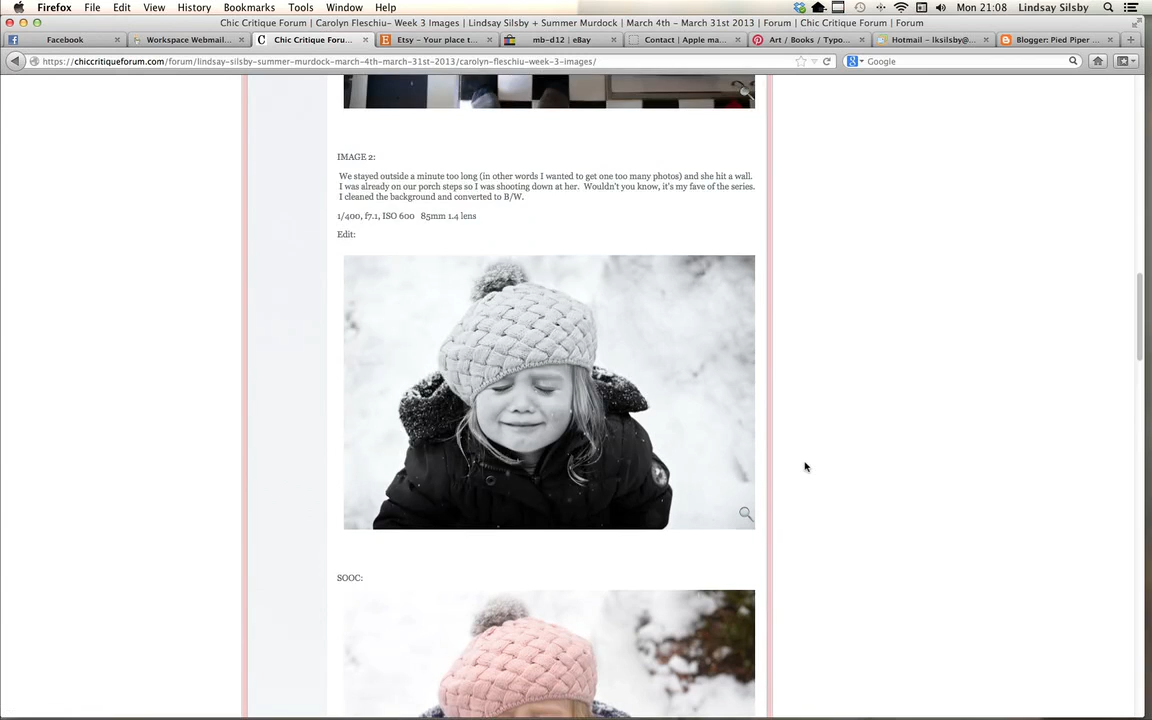 Firefox File Edit View History Bookmarks Tools Window Help Mon 21:08 Lindsay Silsby
Chic Critique Forum | Carolyn Fleschiu- Week 3 Images | Lindsay Silsby + Summer Murdock | March 4th - March 31st 2013 | Forum | Chic Critique Forum | Forum
Facebook Workspace Webmail... Chic Critique Foru... Etsy - Your place t... mb-d12 | eBay Contact | Apple ma... Art / Books / Typo... Hotmail - lksilsby@... Blogger: Pied Piper ...
https://chiccritiqueforum.com/forum/lindsay-silsby-summer-murdock-march-4th-march-31st-2013/carolyn-fleschiu-week-3-images/ Google
IMAGE 2:
We stayed outside a minute too long (in other words I wanted to get one too many photos) and she hit a wall.
I was already on our porch steps so I was shooting down at her. Wouldn't you know, it's my fave of the series.
I cleaned the background and converted to B/W.
1/400, f7.1, ISO 600 85mm 1.4 lens
Edit:
SOOC: